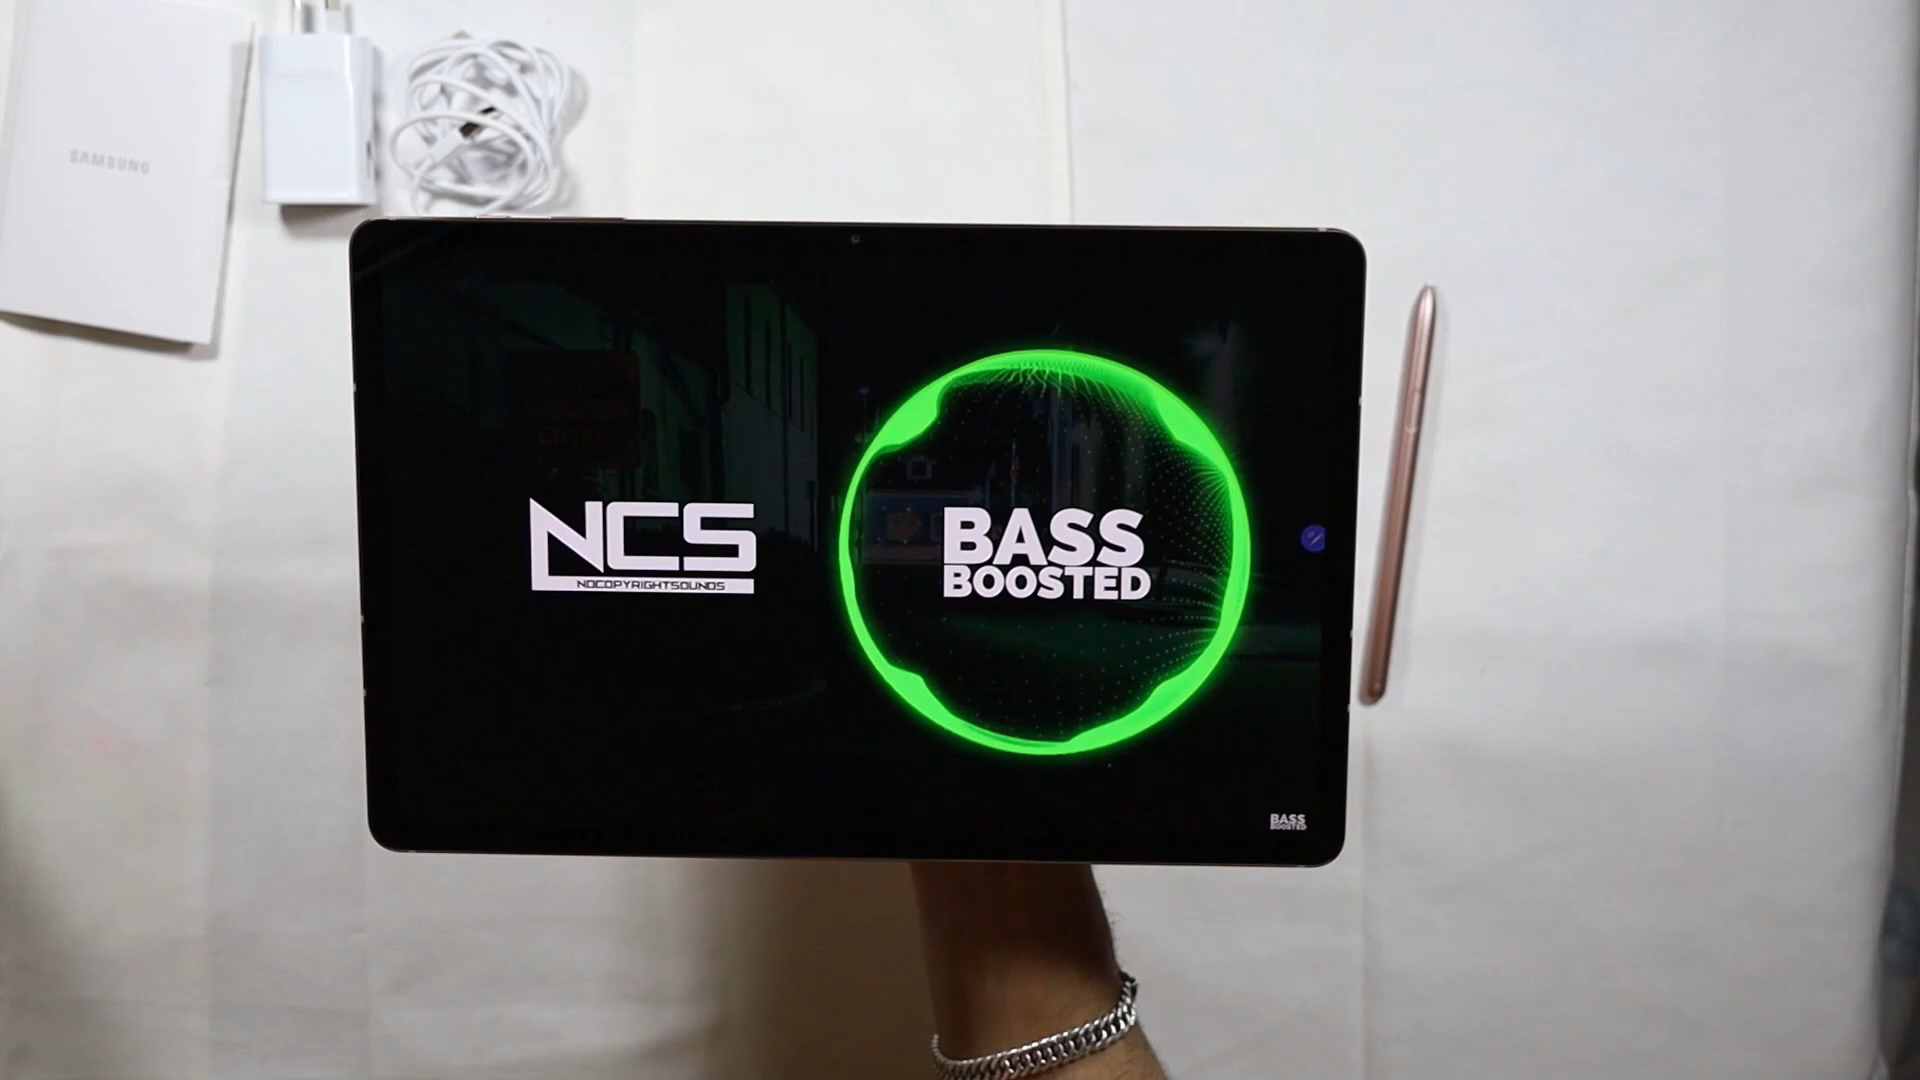 SAMSUNG
NCS
NOCOPYRIGHTSOUNDS
BASS
BOOSTED
BASS
BOOSTED